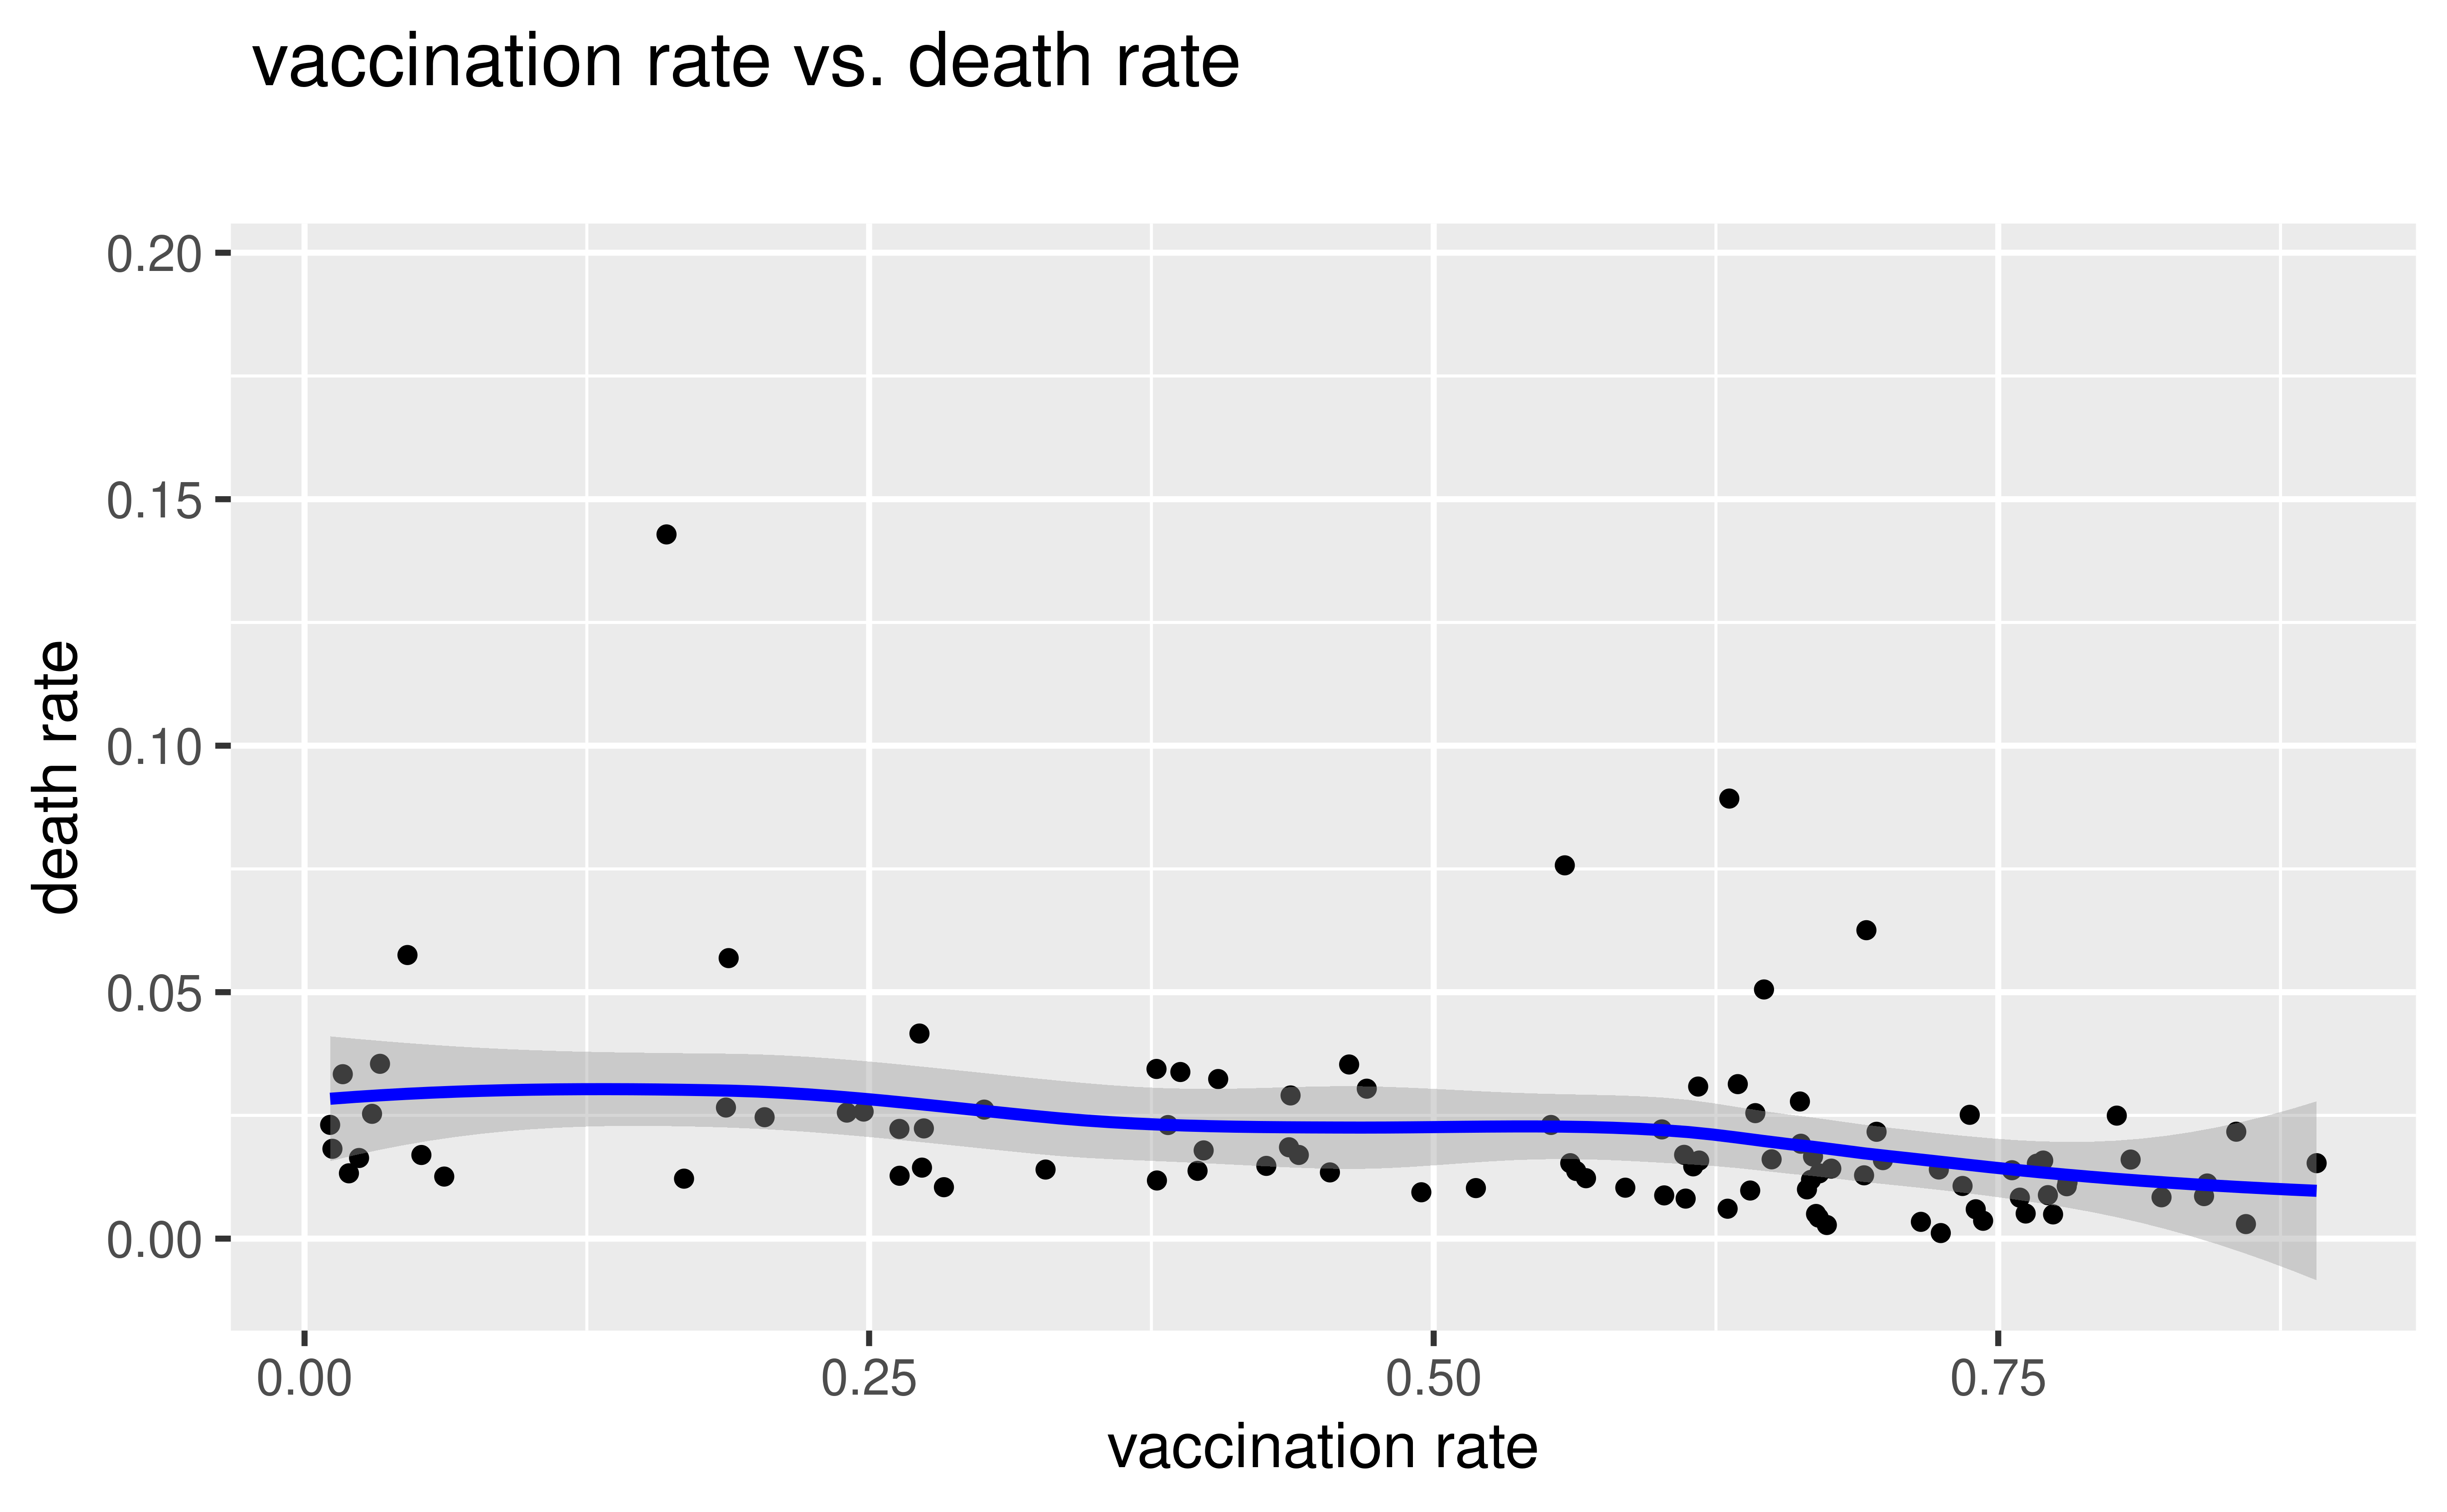 vaccination rate vs. death rate
0.20
0.15
0.10
0.05
0.00
death rate
0.00 0.25 0.50 0.75
vaccination rate